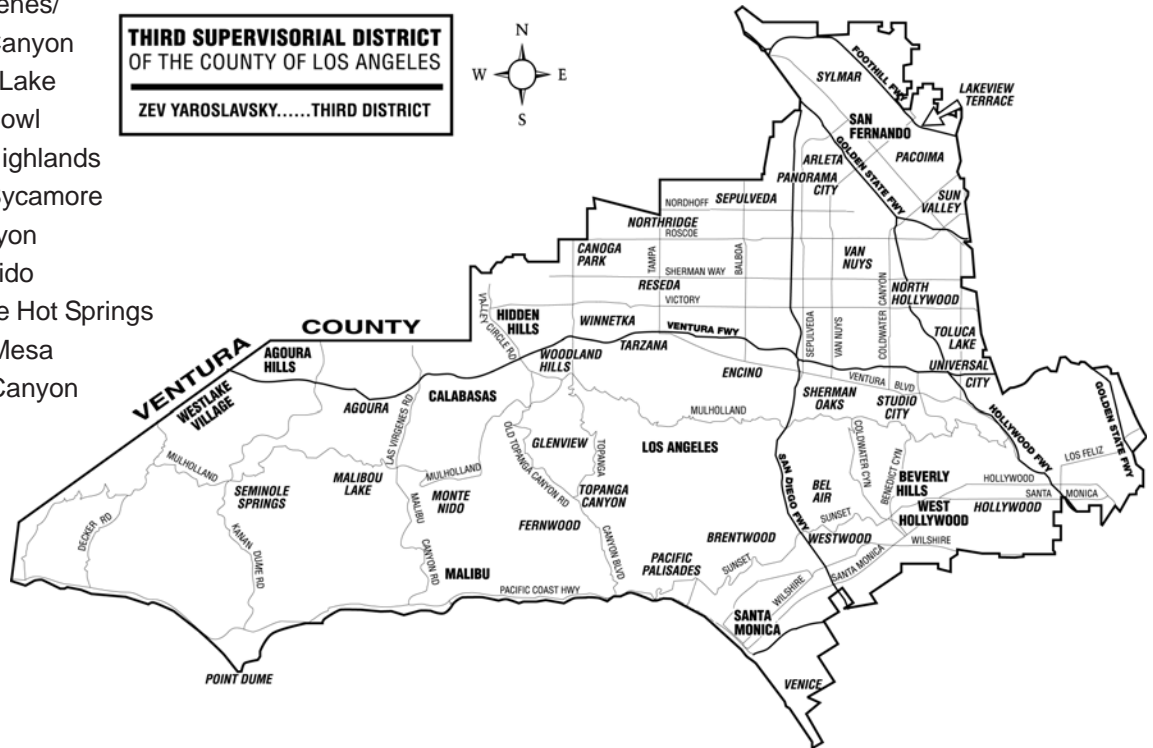 enes/
Canyon
Lake
owl
ighlands
ycamore
yon
ido
e Hot Springs
Mesa
Canyon
THIRD SUPERVISORIAL DISTRICT
OF THE COUNTY OF LOS ANGELES
ZEV YAROSLAVSKY......THIRD DISTRICT
N
W
E
S
FOOTHILL FWY
SYLMAR
LAKEVIEW
TERRACE
SAN
FERNANDO
ARLETA
GOLDEN STATE FWY
PACOIMA
PANORAMA
CITY
SUN
VALLEY
NORDHOFF
SEPULVEDA
NORTHRIDGE
ROSCOE
CANOGA
PARK
TAMPA
BALBOA
VAN
NUYS
SHERMAN WAY
RESEDA
COLDWATER CANYON
NORTH
HOLLYWOOD
VICTORY
VALLEY CIRCLE RD
HIDDEN
HILLS
WINNETKA
VENTURA FWY
SEPULVEDA
VAN NUYS
TOLUCA
LAKE
VENTURA
COUNTY
TARZANA
WOODLAND
HILLS
UNIVERSAL
CITY
AGOURA
HILLS
WESTLAKE
VILLAGE
ENCINO
VENTURA BLVD
SHERMAN
OAKS
STUDIO
CITY
GOLDEN STATE FWY
AGOURA
LAS VIRGENES RD
CALABASAS
MULHOLLAND
HOLLYWOOD FWY
OLD TOPANGA CANYON RD
GLENVIEW
TOPANGA
LOS ANGELES
COLDWATER CYN
BENEDICT CYN
LOS FELIZ
MULHOLLAND
MALIBOU
LAKE
MULHOLLAND
SAN DIEGO FWY
BEL
AIR
BEVERLY
HILLS
HOLLYWOOD
SEMINOLE
SPRINGS
MONTE
NIDO
TOPANGA
CANYON
SANTA MONICA
WEST
HOLLYWOOD
HOLLYWOOD
DECKER RD
KANAN DUME RD
MALIBU CANYON RD
FERNWOOD
CANYON BLVD
SUNSET
BRENTWOOD
WESTWOOD
WILSHIRE
PACIFIC
PALISADES
SUNSET
SANTA MONICA
MALIBU
PACIFIC COAST HWY
WILSHIRE
SANTA
MONICA
POINT DUME
VENICE